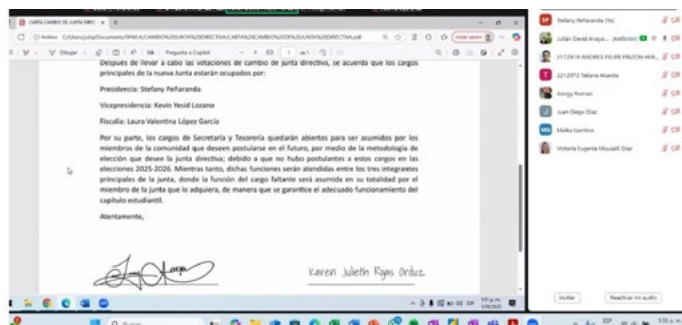 CARTA CAMBIO DE JUNTA DIREC
Dibujar
Pregunta a Copilot
Después de llevar a cabo las votaciones de cambio de junta directiva, se acuerda que los cargos
principales de la nueva Junta estarán ocupados por:
Presidencia: Stefany Peñaranda
Vicepresidencia: Kevin Yesid Lozano
Fiscalía: Laura Valentina López García
Por su parte, los cargos de Secretaría y Tesorería quedarán abiertos para ser asumidos por los
miembros de la comunidad que deseen postularse en el futuro, por medio de la metodología de
elección que desee la junta directiva; debido a que no hubo postulantes a estos cargos en las
elecciones 2025-2026. Mientras tanto, dichas funciones serán atendidas entre los tres integrantes
principales de la junta, donde la función del cargo faltante será asumida en su totalidad por el
miembro de la junta que lo adquiera, de manera que se garantice el adecuado funcionamiento del
capítulo estudiantil.
Atentamente,
Karen Julieth Rojas Orduz
SP Stefany Peñaranda (Yo)
Julián David Anaya... (Anfitrión)
T 2212072 Tatiana Abaunza
Juan Diego Díaz
Victoria Eugenia
Invitar
Reactivar mi audio